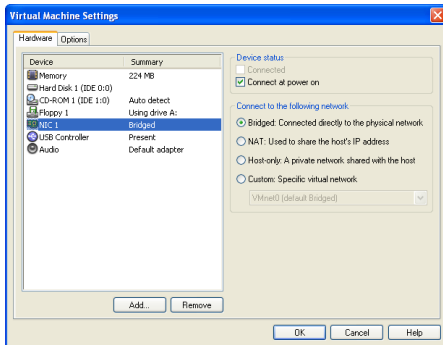 Virtual Machine Settings
Hardware Options
Device Summary
Memory 224 MB
Hard Disk 1 (IDE 0:0)
CD-ROM 1 (IDE 1:0) Auto detect
Floppy 1 Using drive A:
NIC 1 Bridged
USB Controller Present
Audio Default adapter
Add... Remove
Device status
Connected
Connect at power on
Connect to the following network
Bridged: Connected directly to the physical network
NAT: Used to share the host's IP address
Host-only: A private network shared with the host
Custom: Specific virtual network
VMnet0 (default Bridged)
OK Cancel Help